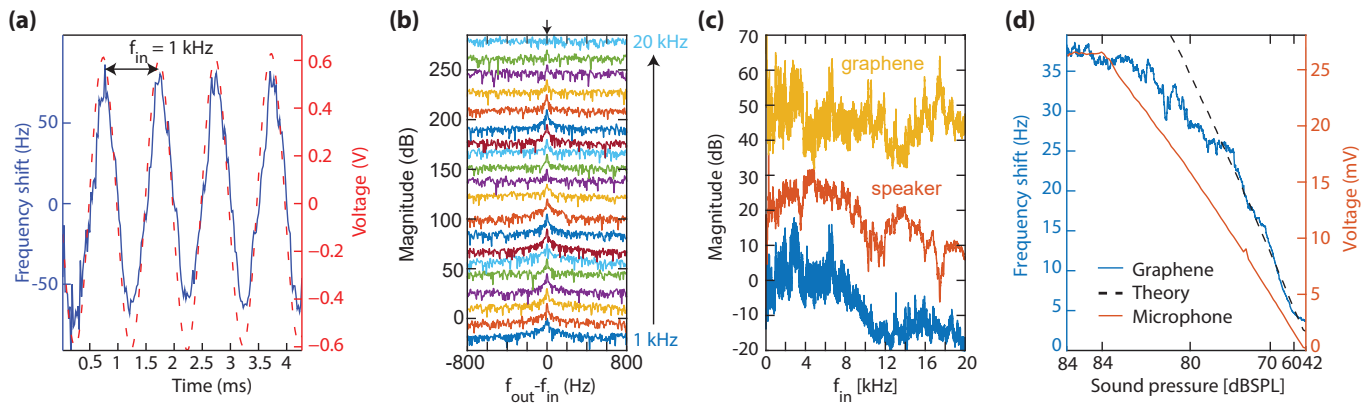 (a)
f_in = 1 kHz
Frequency shift (Hz)
50
0
-50
0.5 1 1.5 2 2.5 3 3.5 4
Time (ms)
0.6
0.4
0.2
0
−0.2
−0.4
−0.6
Voltage (V)
(b)
20 kHz
1 kHz
Magnitude (dB)
250
200
150
100
50
0
-800 0 800
f_out-f_in (Hz)
(c)
graphene
speaker
Magnitude (dB)
70
60
50
40
30
20
10
0
-10
-20
0 4 8 12 16 20
f_in [kHz]
(d)
Frequency shift (Hz)
35
30
25
20
15
10
5
0
Graphene
Theory
Microphone
84 84 80 70 60 42
Sound pressure [dBSPL]
25
20
15
10
5
0
Voltage (mV)